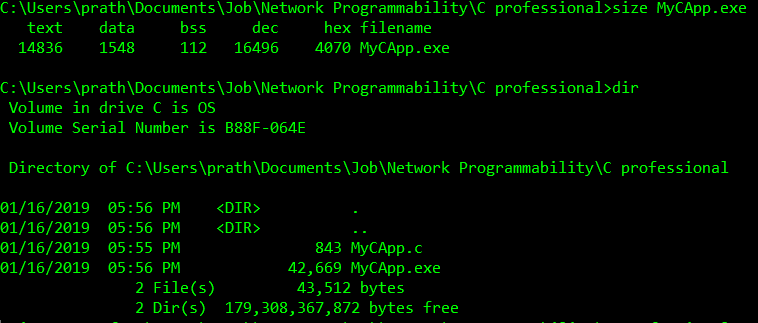 C:\Users\prath\Documents\Job\Network Programmability\C professional>size MyCApp.exe
   text    data     bss     dec     hex filename
  14836    1548     112   16496    4070 MyCApp.exe
C:\Users\prath\Documents\Job\Network Programmability\C professional>dir
 Volume in drive C is OS
 Volume Serial Number is B88F-064E
 Directory of C:\Users\prath\Documents\Job\Network Programmability\C professional
01/16/2019  05:56 PM    <DIR>          .
01/16/2019  05:56 PM    <DIR>          ..
01/16/2019  05:55 PM               843 MyCApp.c
01/16/2019  05:56 PM            42,669 MyCApp.exe
               2 File(s)         43,512 bytes
               2 Dir(s)  179,308,367,872 bytes free